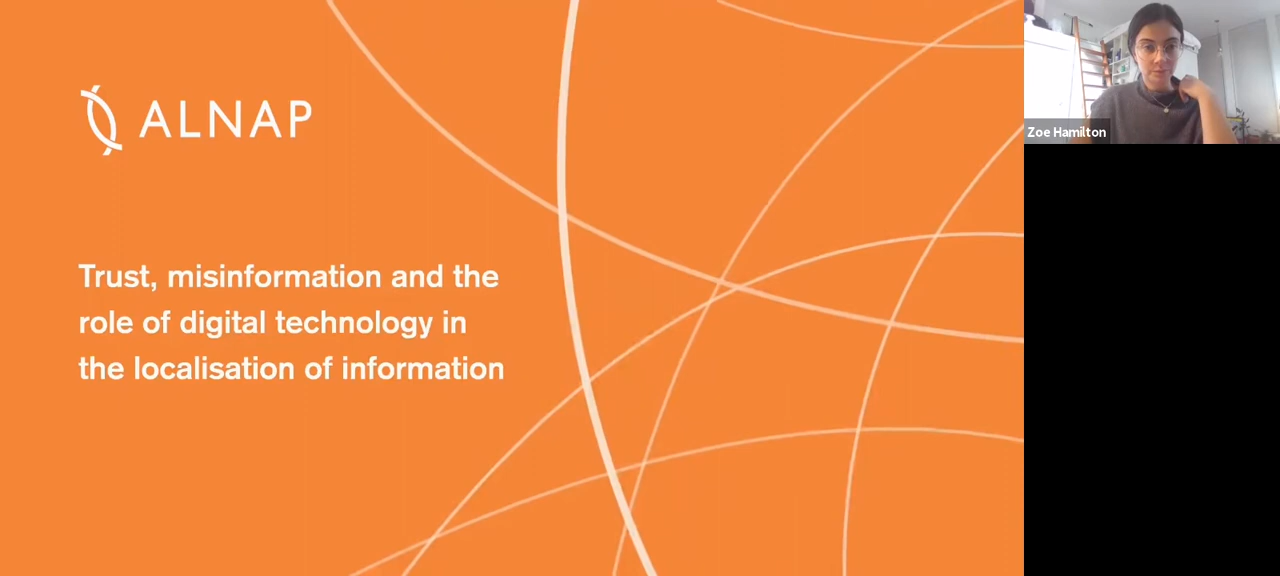 ALNAP
Trust, misinformation and the
role of digital technology in
the localisation of information
Zoe Hamilton